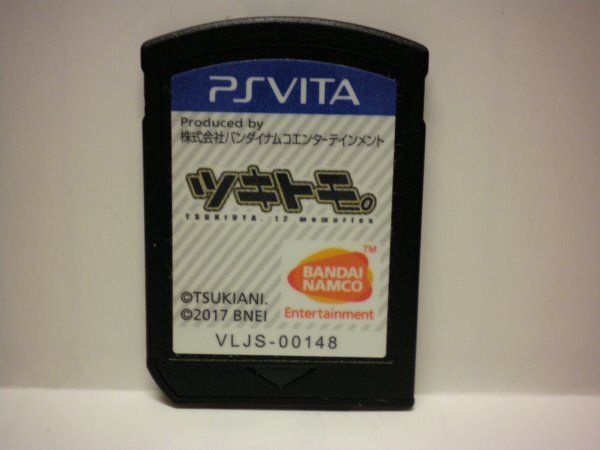 PSVITA
Produced by
株式会社バンダイナムコエンターテインメント
ツキトモ。
TSUKIUTA. 12 memories
TM
BANDAI
NAMCO
Entertainment
©TSUKIANI.
©2017 BNEI
VLJS-00148